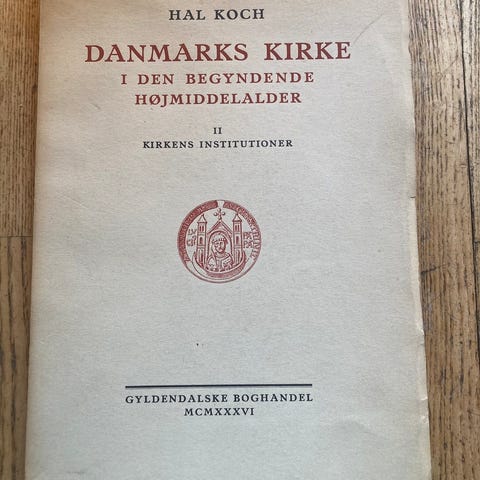 HAL KOCH
DANMARKS KIRKE
I DEN BEGYNDENDE
HØJMIDDELALDER
II
KIRKENS INSTITUTIONER
GYLDENDALSKE BOGHANDEL
MCMXXXVI